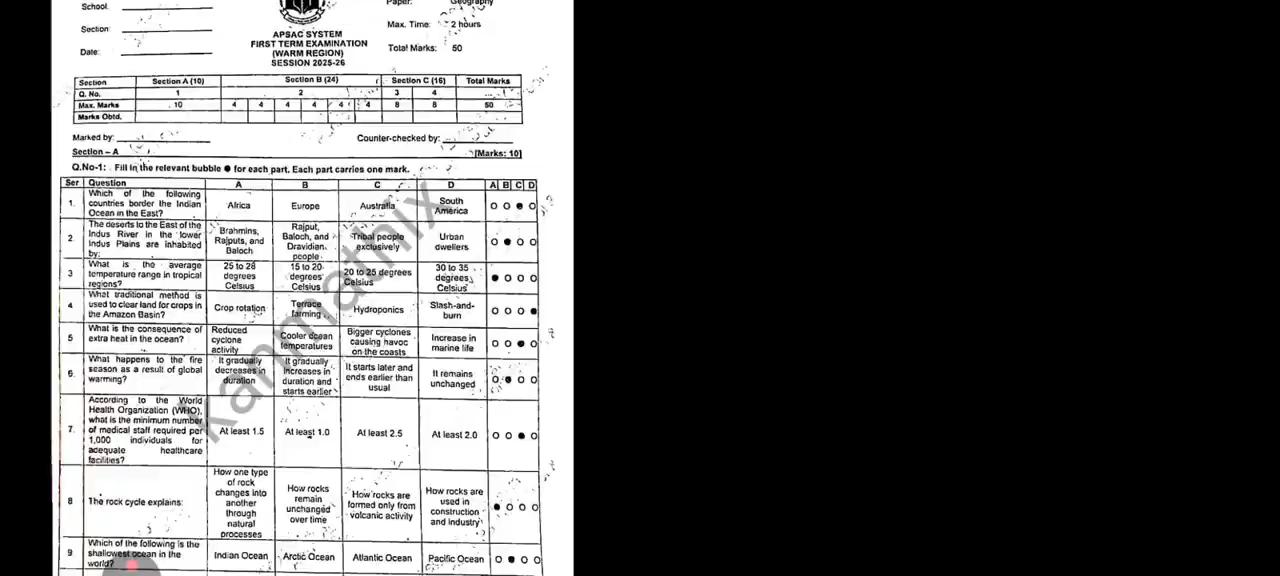 School.
Paper: Geography
Section:
Max. Time: 2 hours
APSAC SYSTEM
FIRST TERM EXAMINATION
(WARM REGION)
SESSION 2025-26
Date:
Total Marks: 50
Section Section A (10) Section B (24) Section C (16) Total Marks
Q. No. 1 2 3 4
Max. Marks 10 4 4 4 4 4 4 8 8 50
Marks Obtd.
Marked by: Counter-checked by:
Section – A [Marks: 10]
Q.No-1: Fill in the relevant bubble ● for each part. Each part carries one mark.
Ser Question A B C D A B C D
1. Which of the following countries border the Indian Ocean in the East? Africa Europe Australia South America O O ● O
2. The deserts to the East of the Indus River in the lower Indus Plains are inhabited by: Brahmins, Rajputs, and Baloch Rajput, Baloch, and Dravidian people Tribal people exclusively Urban dwellers O ● O O
3 What is the average temperature range in tropical regions? 25 to 28 degrees Celsius 15 to 20 degrees Celsius 20 to 25 degrees Celsius 30 to 35 degrees Celsius ● O O O
4 What traditional method is used to clear land for crops in the Amazon Basin? Crop rotation Terrace farming Hydroponics Slash-and-burn O O O ●
5 What is the consequence of extra heat in the ocean? Reduced cyclone activity Cooler ocean temperatures Bigger cyclones causing havoc on the coasts Increase in marine life O O ● O
6. What happens to the fire season as a result of global warming? It gradually decreases in duration It gradually increases in duration and starts earlier It starts later and ends earlier than usual It remains unchanged O ● O O
7. According to the World Health Organization (WHO), what is the minimum number of medical staff required per 1,000 individuals for adequate healthcare facilities? At least 1.5 At least 1.0 At least 2.5 At least 2.0 O O ● O
8 The rock cycle explains: How one type of rock changes into another through natural processes How rocks remain unchanged over time How rocks are formed only from volcanic activity How rocks are used in construction and industry ● O O O
9 Which of the following is the shallowest ocean in the world? Indian Ocean Arctic Ocean Atlantic Ocean Pacific Ocean O ● O O